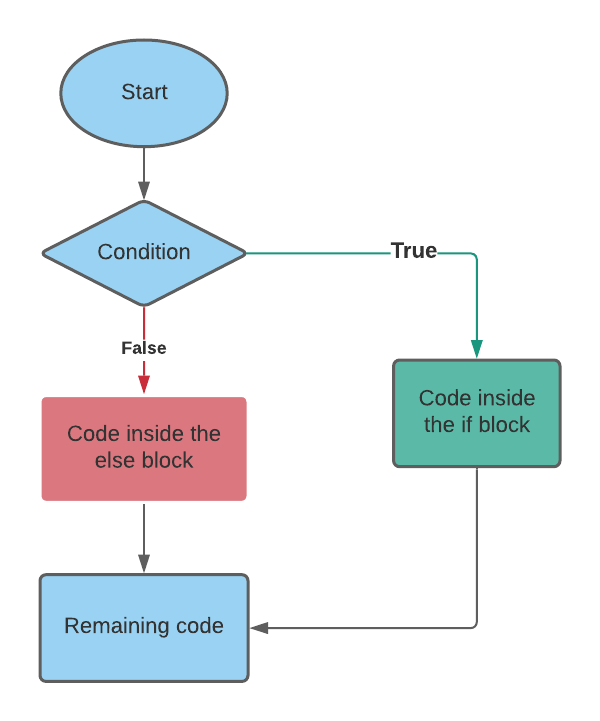 Start
Condition
True
False
Code inside
the if block
Code inside the
else block
Remaining code